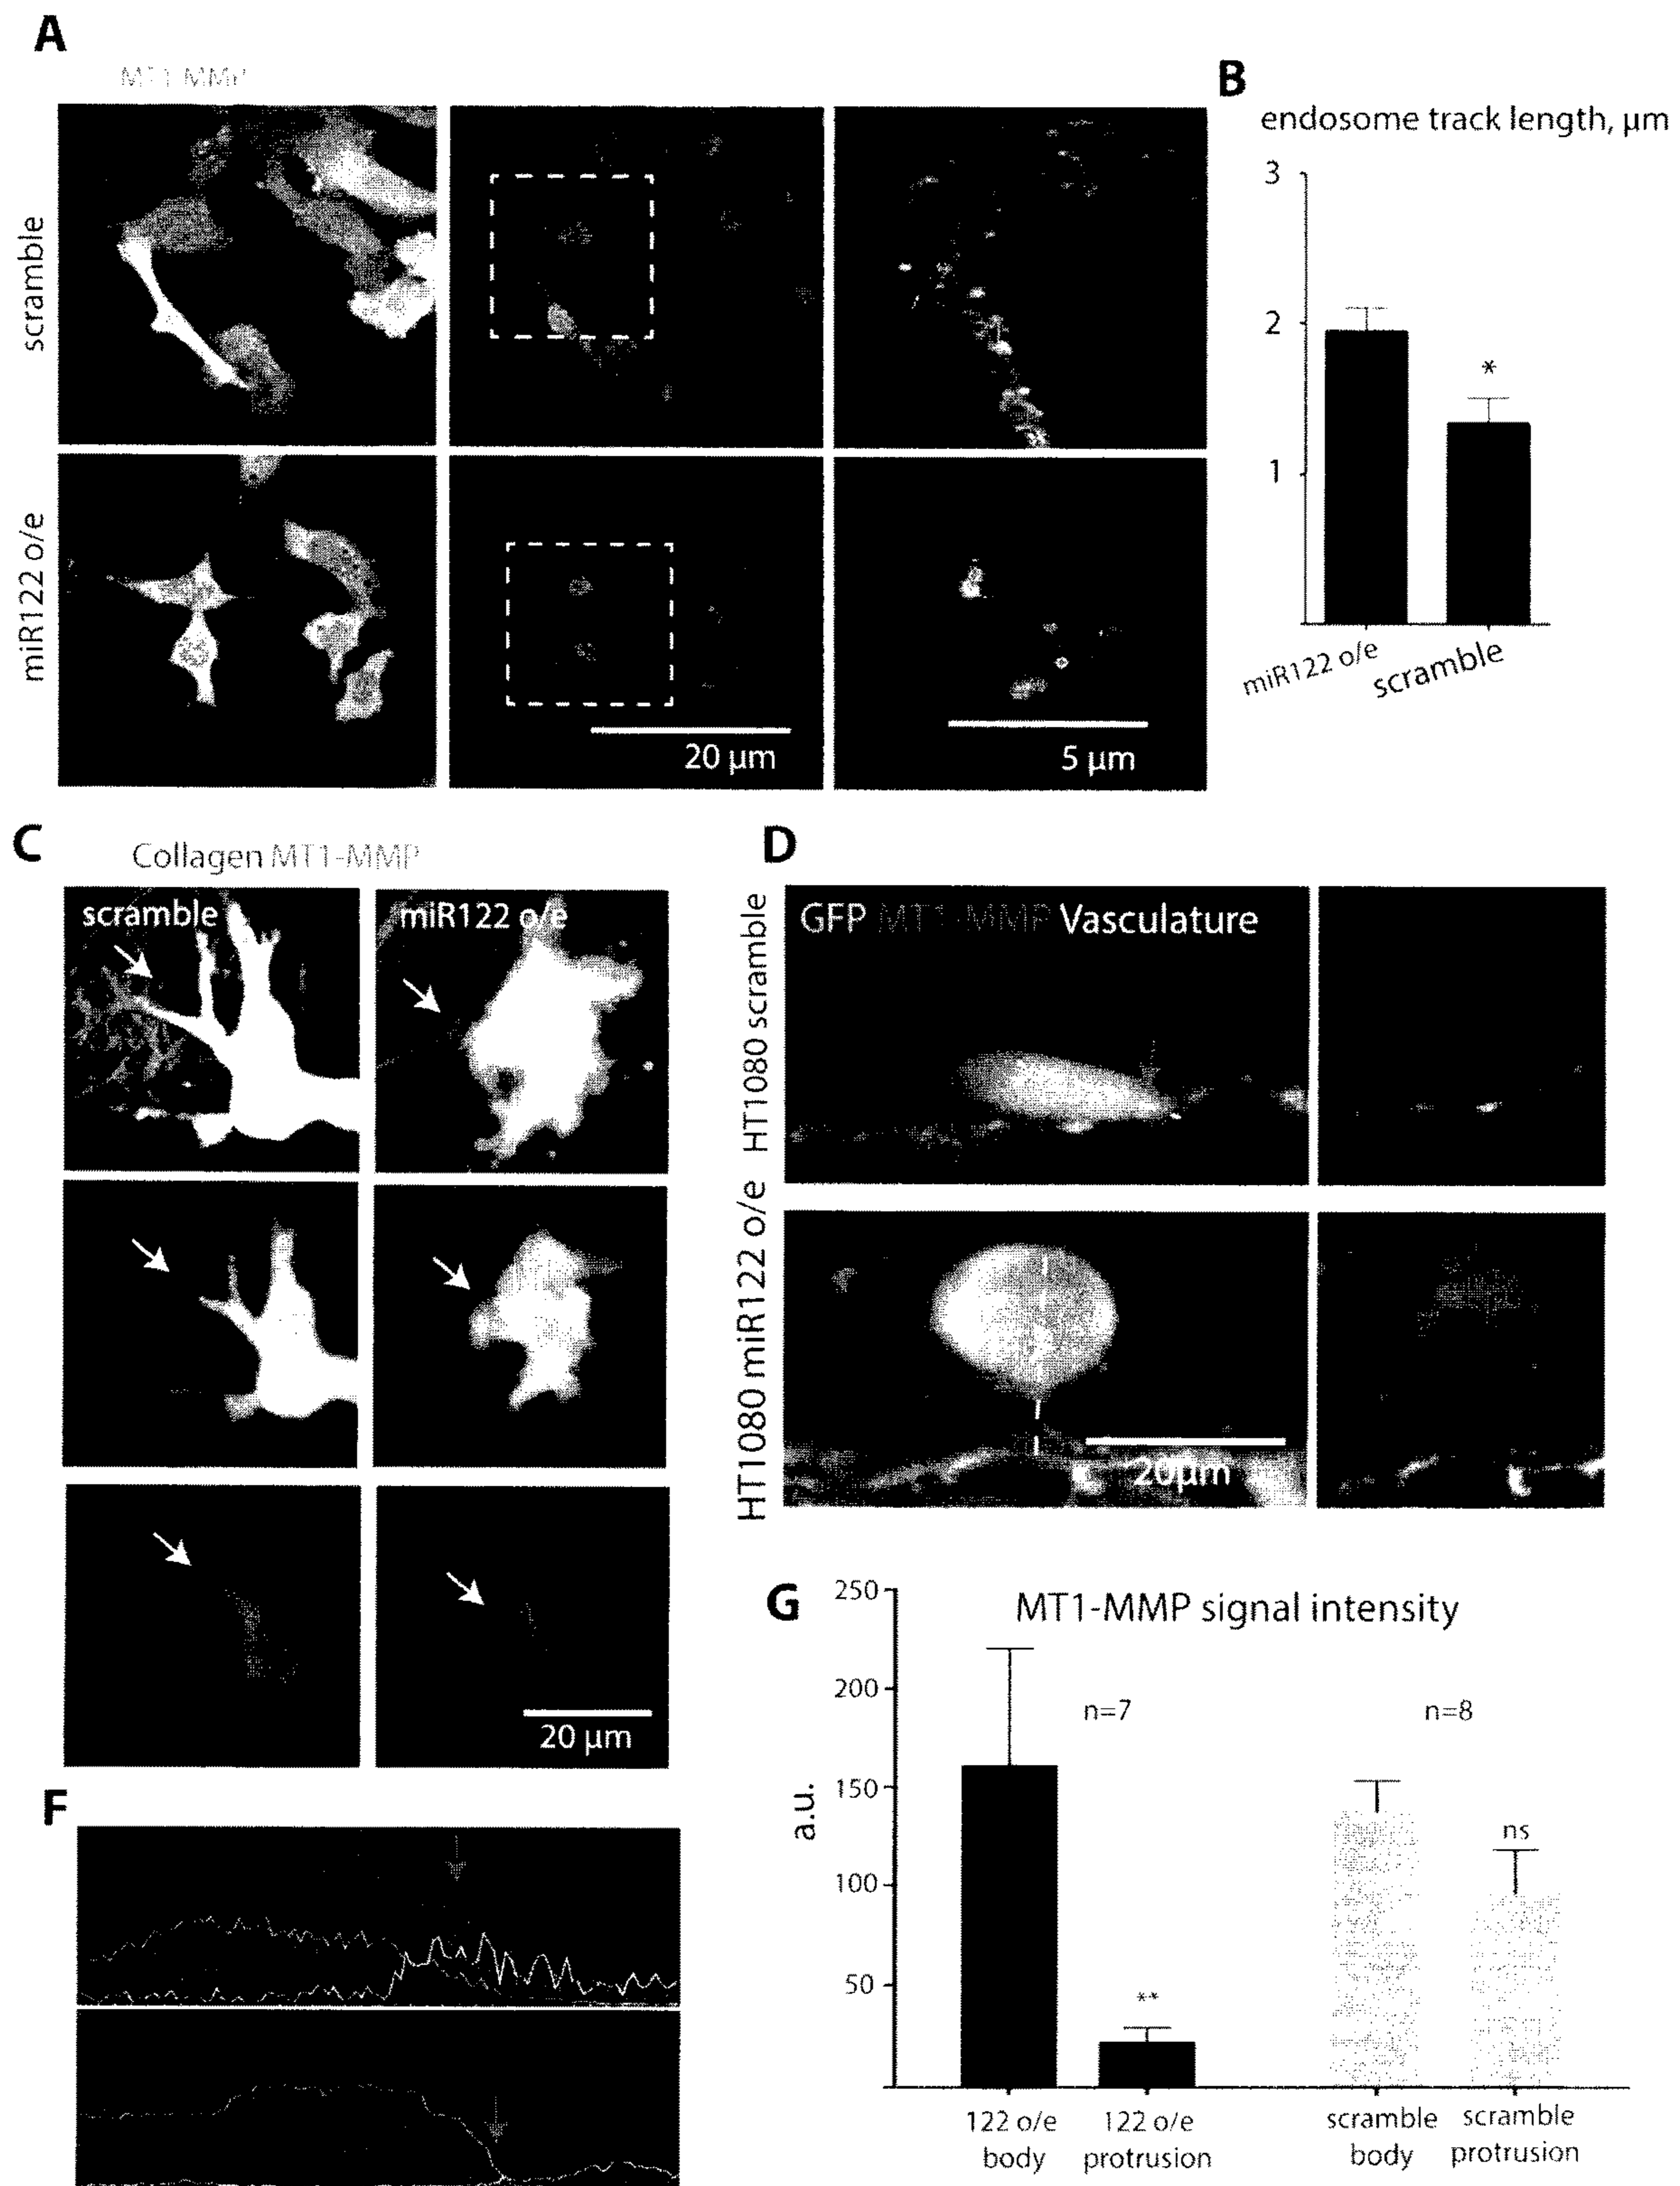 A
MT1-MMP
scramble
miR122 o/e
20 µm
5 µm
B
endosome track length, µm
3
2
1
*
miR122 o/e
scramble
C
Collagen MT1-MMP
scramble
miR122 o/e
20 µm
D
HT1080 scramble
GFP MT1-MMP Vasculature
HT1080 miR122 o/e
20µm
F
G
MT1-MMP signal intensity
a.u.
250
200
150
100
50
n=7
n=8
**
ns
122 o/e
body
122 o/e
protrusion
scramble
body
scramble
protrusion